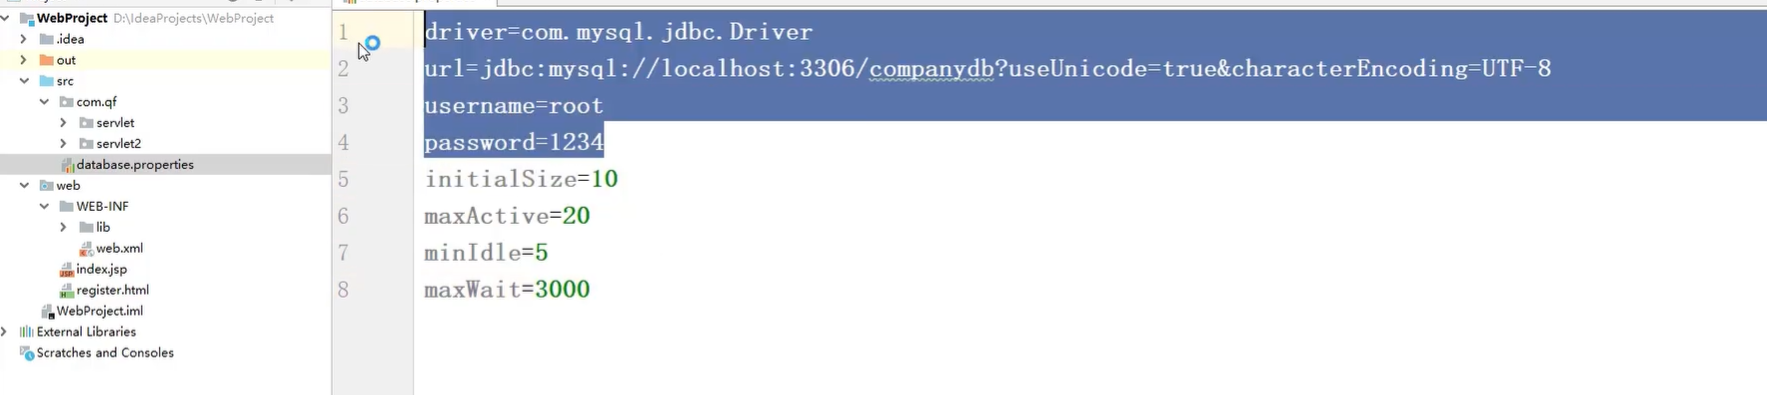 WebProject D:\IdeaProjects\WebProject
.idea
out
src
com.qf
servlet
servlet2
database.properties
web
WEB-INF
lib
web.xml
index.jsp
register.html
WebProject.iml
External Libraries
Scratches and Consoles
1 driver=com.mysql.jdbc.Driver
2 url=jdbc:mysql://localhost:3306/companydb?useUnicode=true&characterEncoding=UTF-8
3 username=root
4 password=1234
5 initialSize=10
6 maxActive=20
7 minIdle=5
8 maxWait=3000